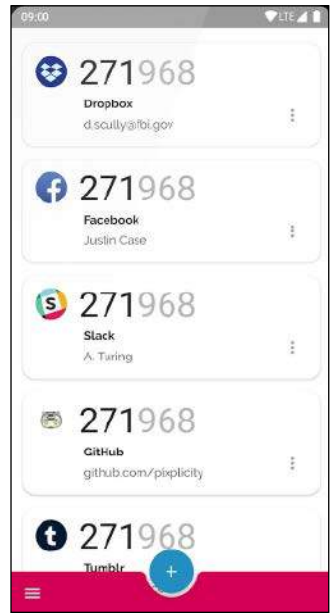 09:00 LTE
271968
Dropbox
d.scully@fbi.gov
271968
Facebook
Justin Case
271968
Slack
A. Turing
271968
GitHub
github.com/pixplicity
271968
Tumblr